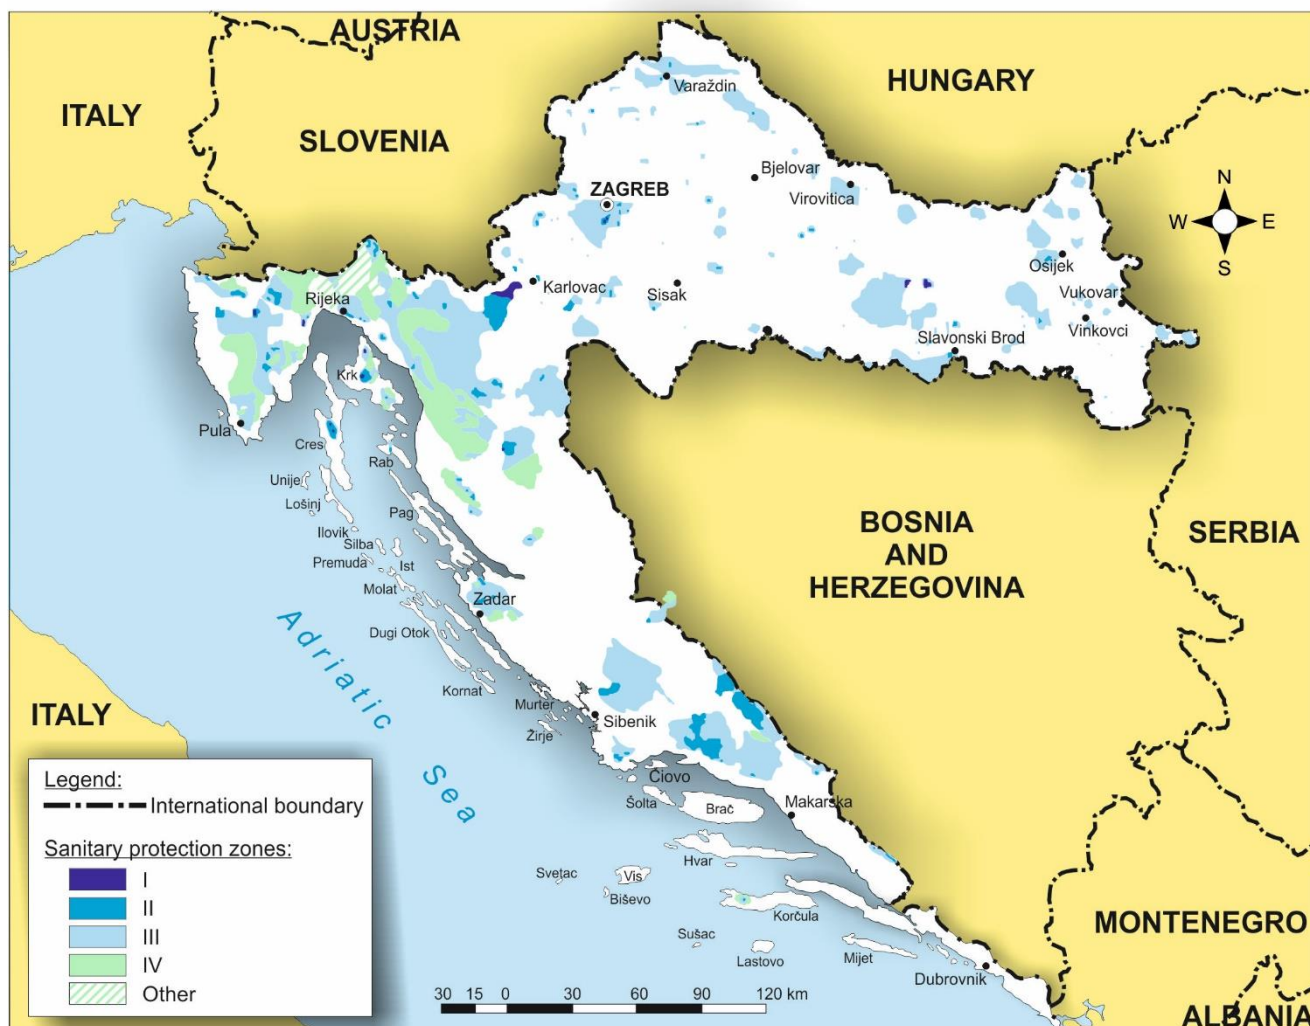 AUSTRIA
HUNGARY
ITALY
SLOVENIA
Varaždin
Bjelovar
Virovitica
ZAGREB
N
W E
S
Osijek
Vukovar
Vinkovci
Karlovac
Sisak
Slavonski Brod
Rijeka
Krk
Pula
Cres
Rab
Unije
Lošinj
Pag
Ilovik
Silba
Premuda
Ist
Molat
Zadar
Dugi Otok
Kornat
Murter
Žirje
Sibenik
BOSNIA
AND
HERZEGOVINA
SERBIA
Adriatic Sea
ITALY
Čiovo
Šolta
Brač
Makarska
Hvar
Svetac
Vis
Biševo
Korčula
Sušac
Lastovo
Mijet
Dubrovnik
MONTENEGRO
ALBANIA
Legend:
International boundary
Sanitary protection zones:
I
II
III
IV
Other
30 15 0 30 60 90 120 km